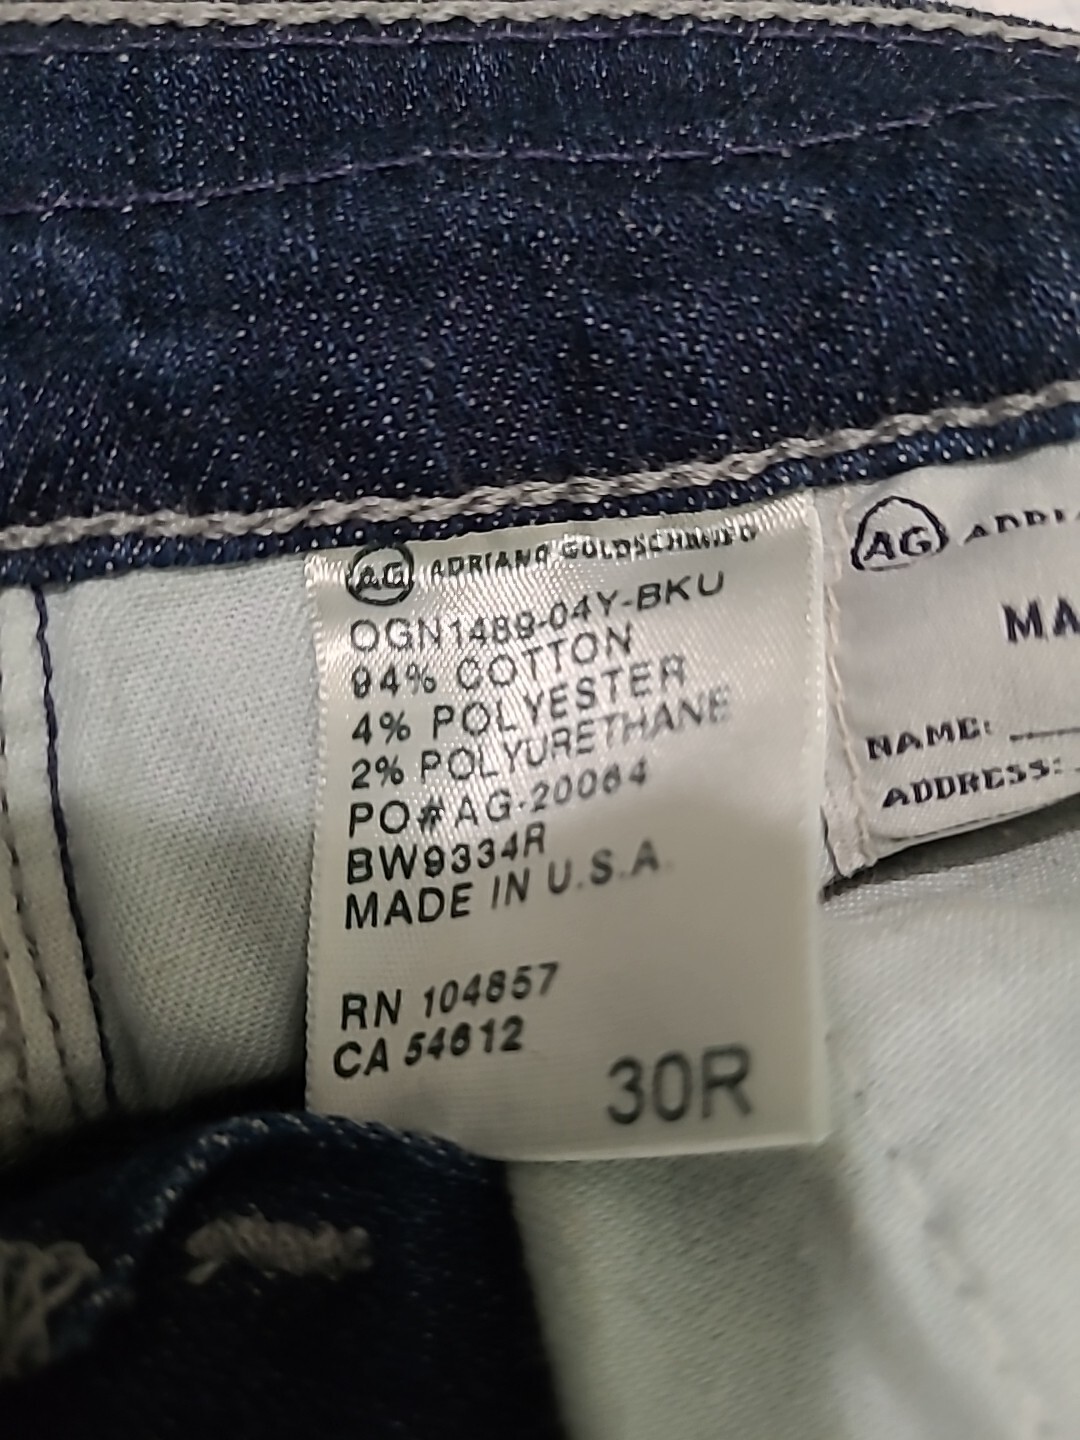 AG ADRIANO GOLDSCHMIED
OGN1489-04Y-BKU
94% COTTON
4% POLYESTER
2% POLYURETHANE
PO#AG-20064
BW9334R
MADE IN U.S.A.
RN 104857
CA 54612
30R
AG ADRI
MA
NAME:
ADDRESS: